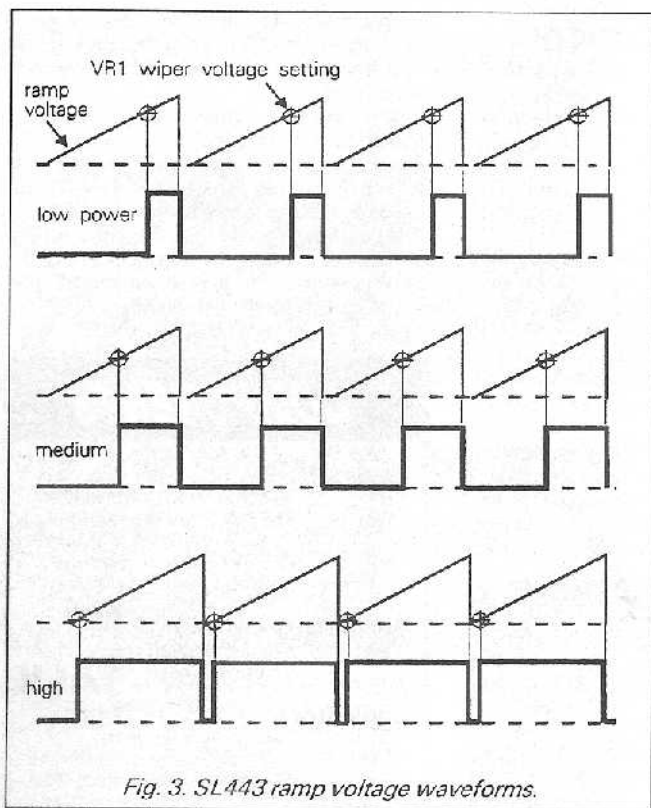 VR1 wiper voltage setting
ramp
voltage
low power
medium
high
Fig. 3. SL443 ramp voltage waveforms.